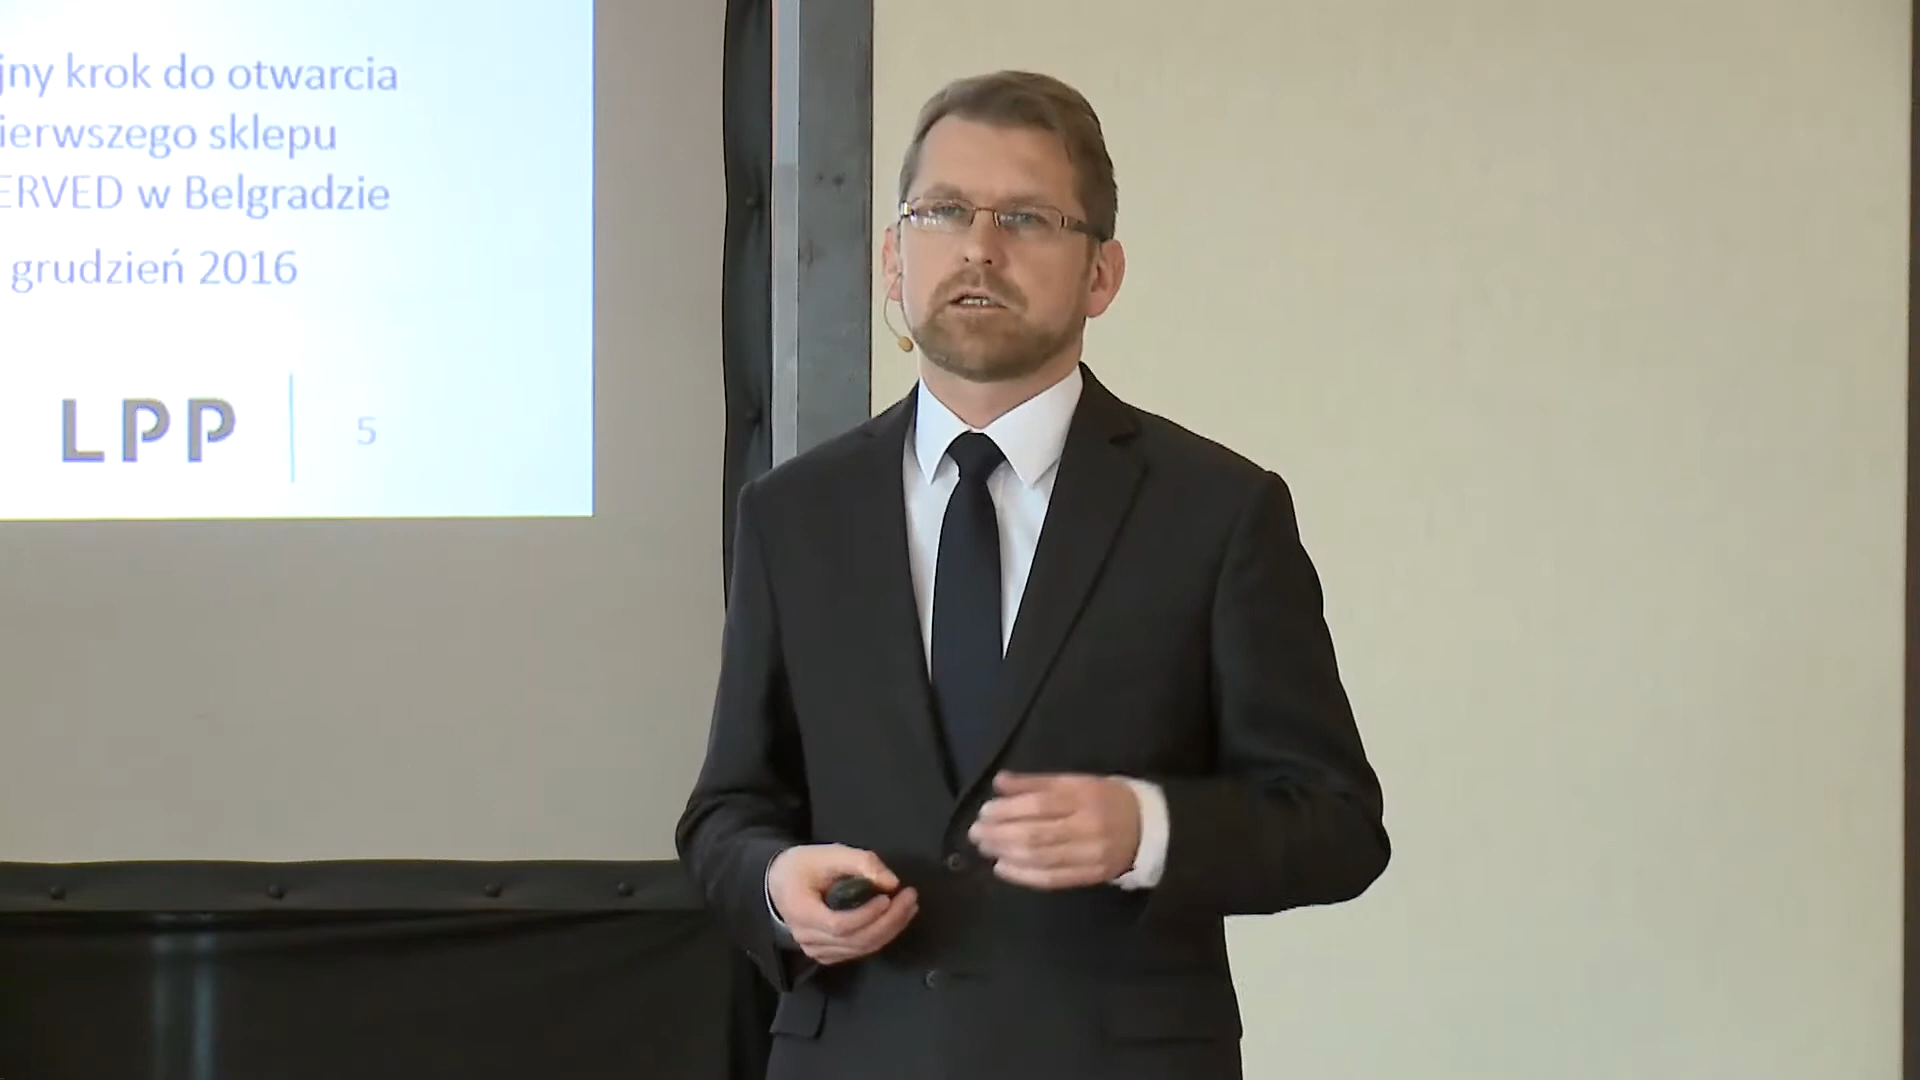 jny krok do otwarcia
ierwszego sklepu
ERVED w Belgradzie
grudzień 2016
LPP
5